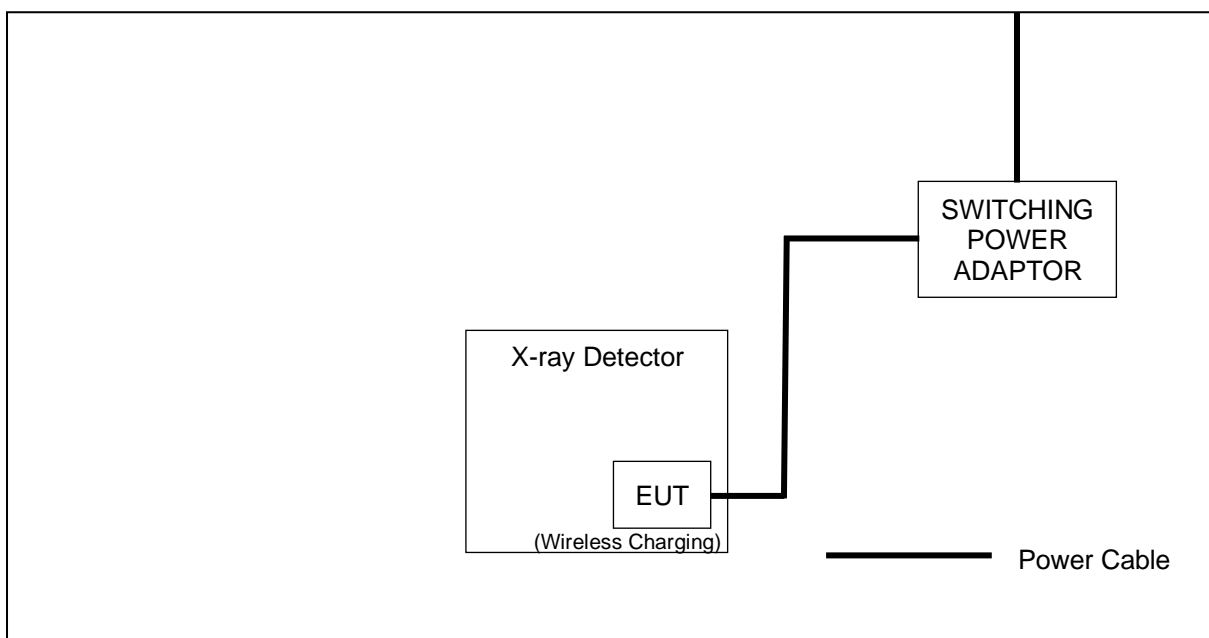 SWITCHING
POWER
ADAPTOR
X-ray Detector
EUT
(Wireless Charging)
Power Cable